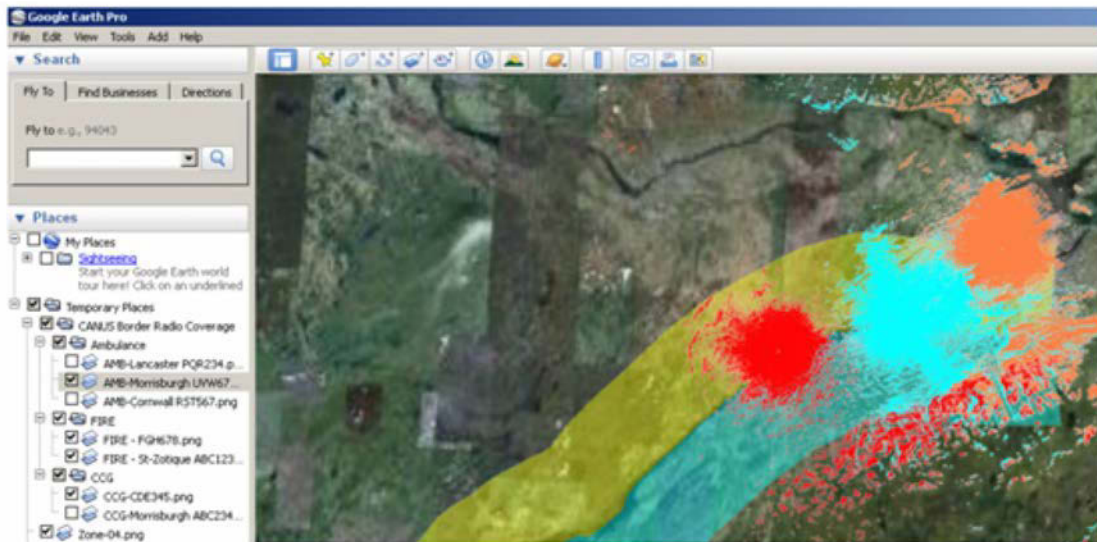 Google Earth Pro
File Edit View Tools Add Help
▼ Search
Fly To Find Businesses Directions
Fly to e.g., 94043
▼ Places
My Places
Sightseeing
Start your Google Earth world
tour here! Click on an underlined
Temporary Places
CANUS Border Radio Coverage
Ambulance
AMB-Lancaster PQR234.p...
AMB-Morrisburgh UVW67...
AMB-Cornwall RST567.png
FIRE
FIRE - FGH678.png
FIRE - St-Zotique ABC123...
CCG
CCG-CDE345.png
CCG-Morrisburgh ABC234...
Zone-04.png